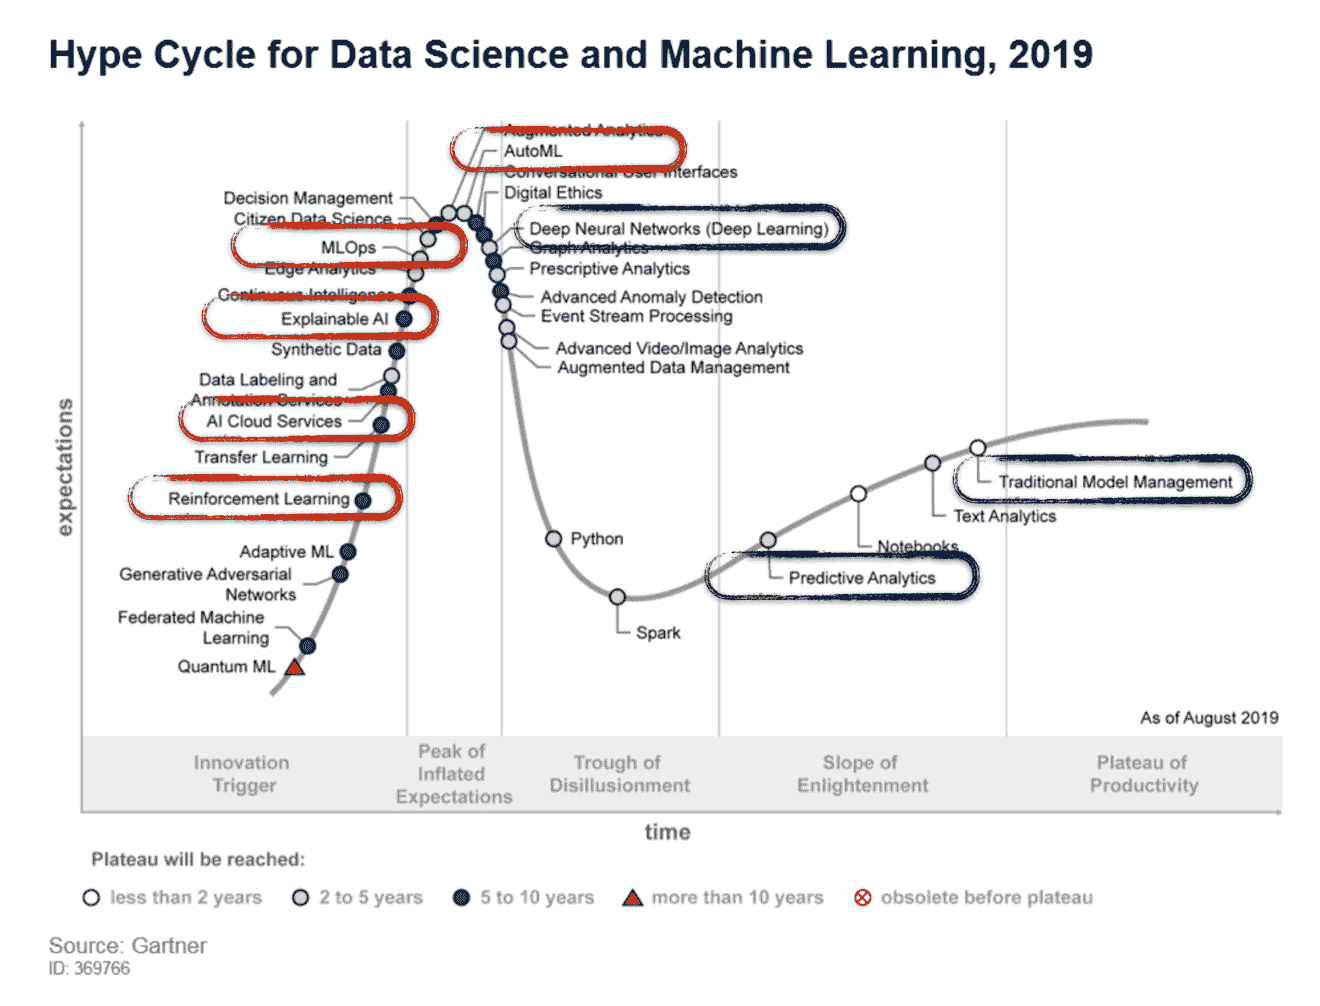 Hype Cycle for Data Science and Machine Learning, 2019
expectations
Augmented Analytics
AutoML
Conversational User Interfaces
Digital Ethics
Deep Neural Networks (Deep Learning)
Graph Analytics
Prescriptive Analytics
Advanced Anomaly Detection
Event Stream Processing
Advanced Video/Image Analytics
Augmented Data Management
Decision Management
Citizen Data Science
MLOps
Edge Analytics
Continuous Intelligence
Explainable AI
Synthetic Data
Data Labeling and
Annotation Services
AI Cloud Services
Transfer Learning
Reinforcement Learning
Adaptive ML
Generative Adversarial
Networks
Federated Machine
Learning
Quantum ML
Python
Spark
Predictive Analytics
Notebooks
Text Analytics
Traditional Model Management
As of August 2019
Innovation
Trigger
Peak of
Inflated
Expectations
Trough of
Disillusionment
Slope of
Enlightenment
Plateau of
Productivity
time
Plateau will be reached:
less than 2 years
2 to 5 years
5 to 10 years
more than 10 years
obsolete before plateau
Source: Gartner
ID: 369766